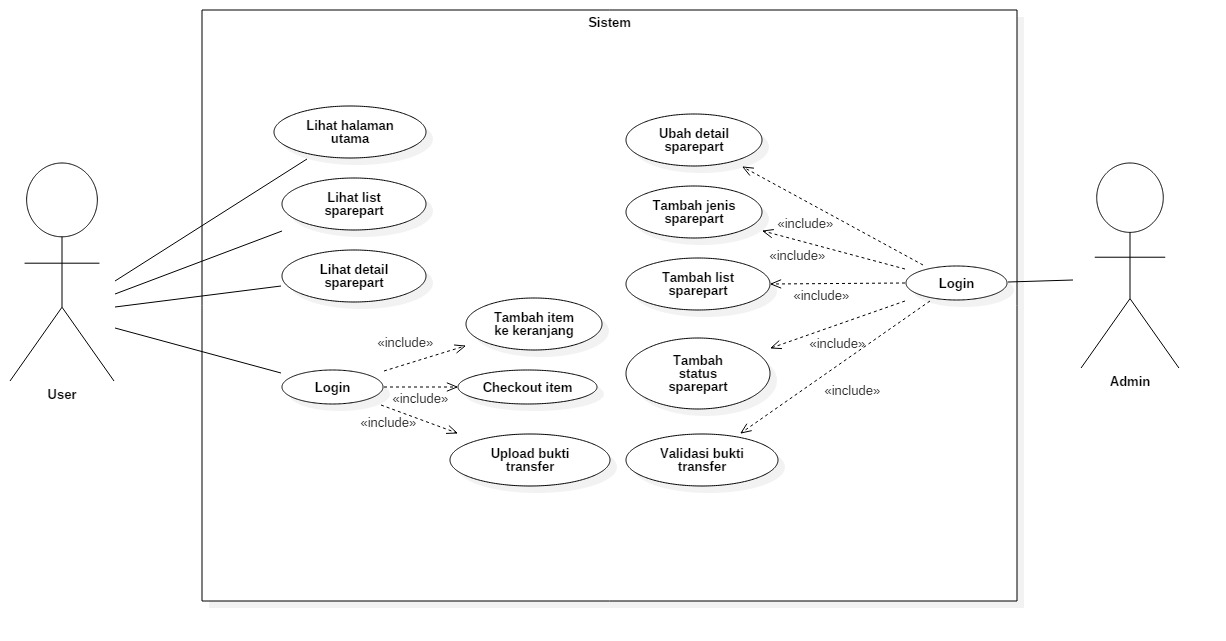 Sistem
Lihat halaman
utama
Lihat list
sparepart
Lihat detail
sparepart
User
Login
«include»
«include»
«include»
Tambah item
ke keranjang
Checkout item
Upload bukti
transfer
Ubah detail
sparepart
Tambah jenis
sparepart
Tambah list
sparepart
Tambah
status
sparepart
Validasi bukti
transfer
«include»
«include»
«include»
«include»
«include»
Login
Admin